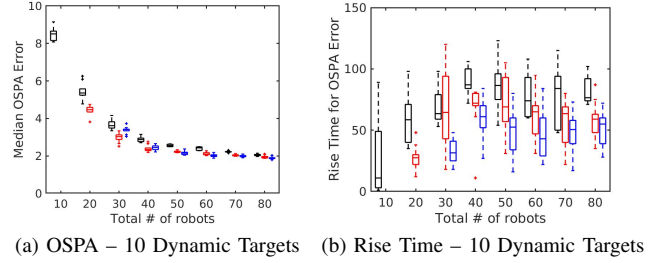 Median OSPA Error
10
8
6
4
2
0
10 20 30 40 50 60 70 80
Total # of robots
(a) OSPA – 10 Dynamic Targets
Rise Time for OSPA Error
150
100
50
0
10 20 30 40 50 60 70 80
Total # of robots
(b) Rise Time – 10 Dynamic Targets